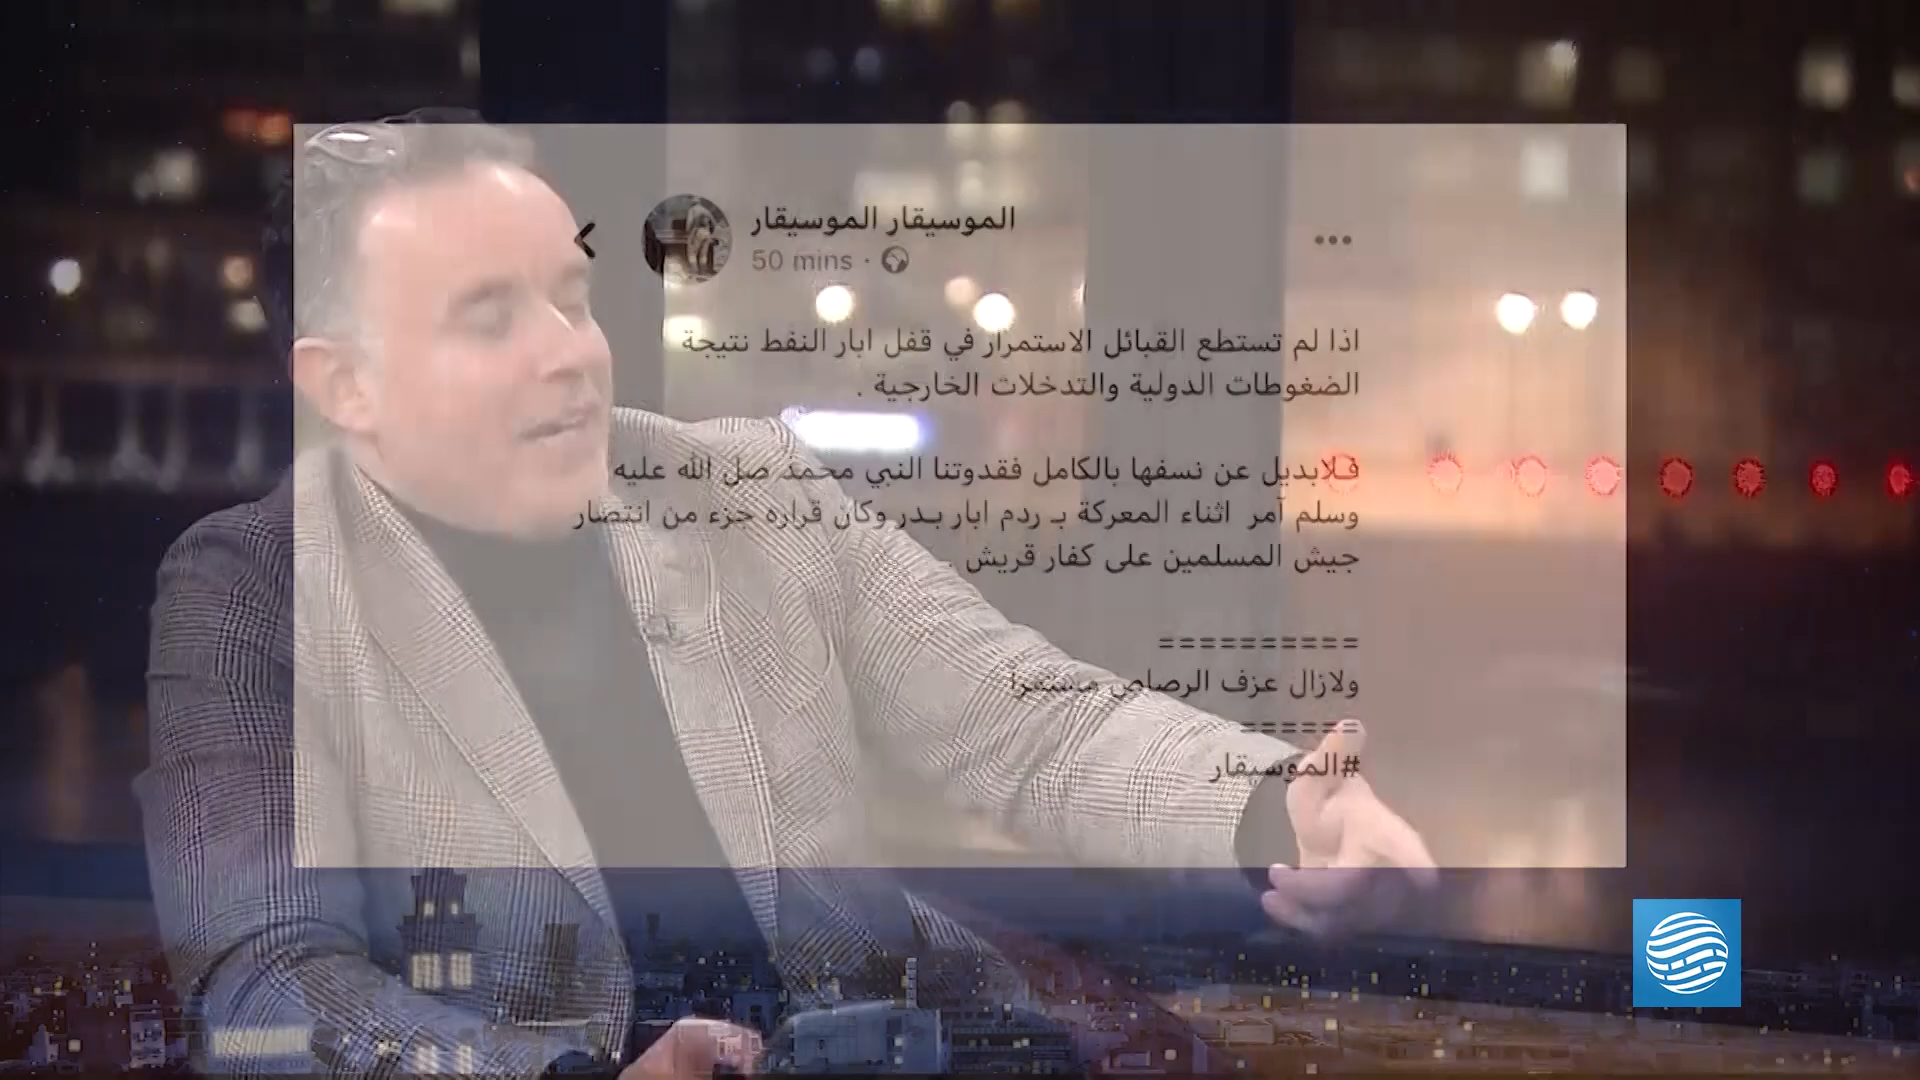 الموسيقار الموسيقار
50 mins ·
اذا لم تستطع القبائل الاستمرار في قفل ابار النفط نتيجة
الضغوطات الدولية والتدخلات الخارجية .
فلابديل عن نسفها بالكامل فقدوتنا النبي محمد صل الله عليه
وسلم آمر اثناء المعركة بـ ردم ابار بـدر وكان قراره جزء من انتصار
جيش المسلمين على كفار قريش .
==========
ولازال عزف الرصاص مستمرا
======
#الموسيقار